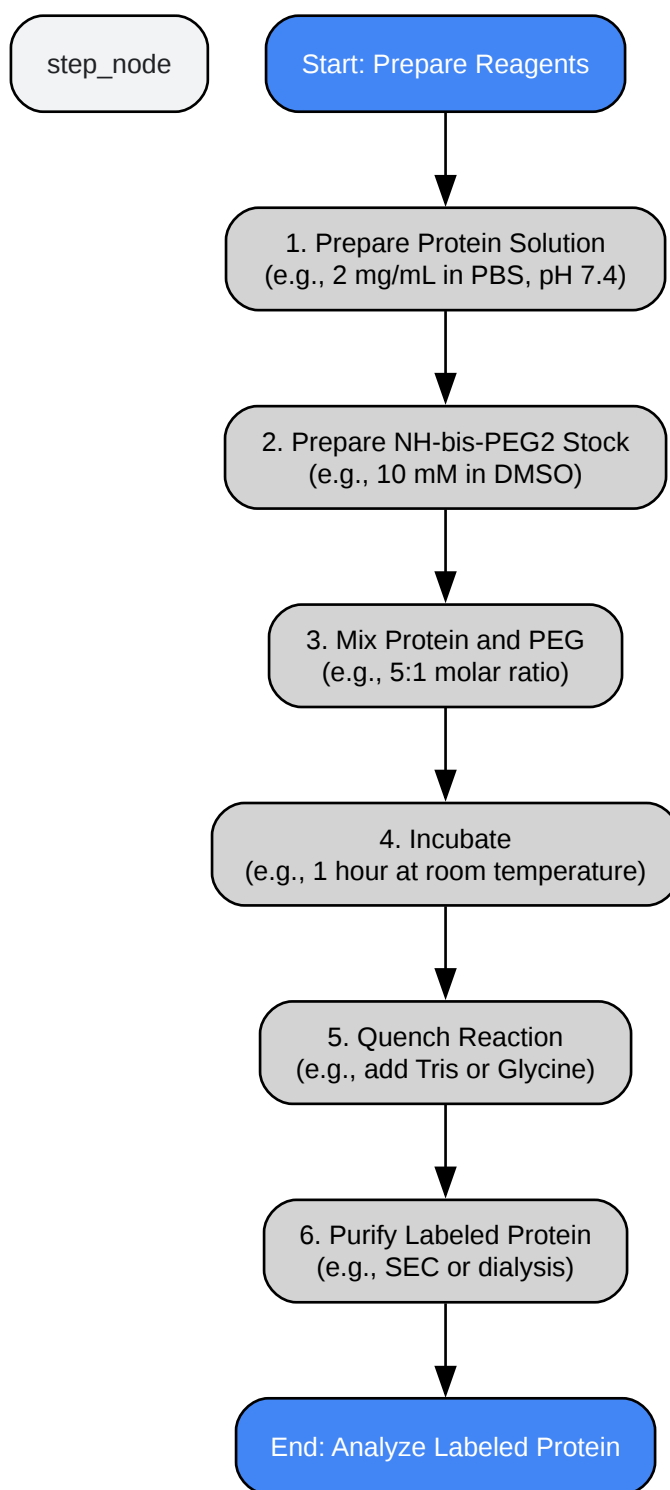 step_node
Start: Prepare Reagents
1. Prepare Protein Solution
(e.g., 2 mg/mL in PBS, pH 7.4)
2. Prepare NH-bis-PEG2 Stock
(e.g., 10 mM in DMSO)
3. Mix Protein and PEG
(e.g., 5:1 molar ratio)
4. Incubate
(e.g., 1 hour at room temperature)
5. Quench Reaction
(e.g., add Tris or Glycine)
6. Purify Labeled Protein
(e.g., SEC or dialysis)
End: Analyze Labeled Protein